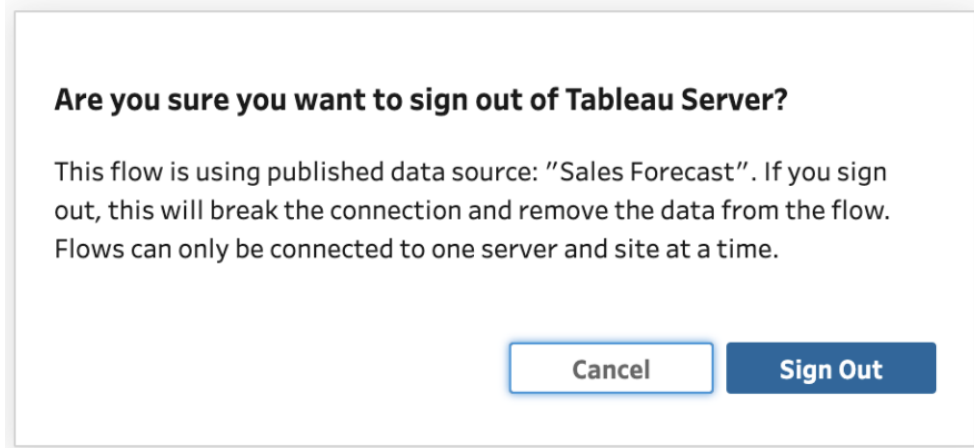 Are you sure you want to sign out of Tableau Server?
This flow is using published data source: "Sales Forecast". If you sign
out, this will break the connection and remove the data from the flow.
Flows can only be connected to one server and site at a time.
Cancel
Sign Out